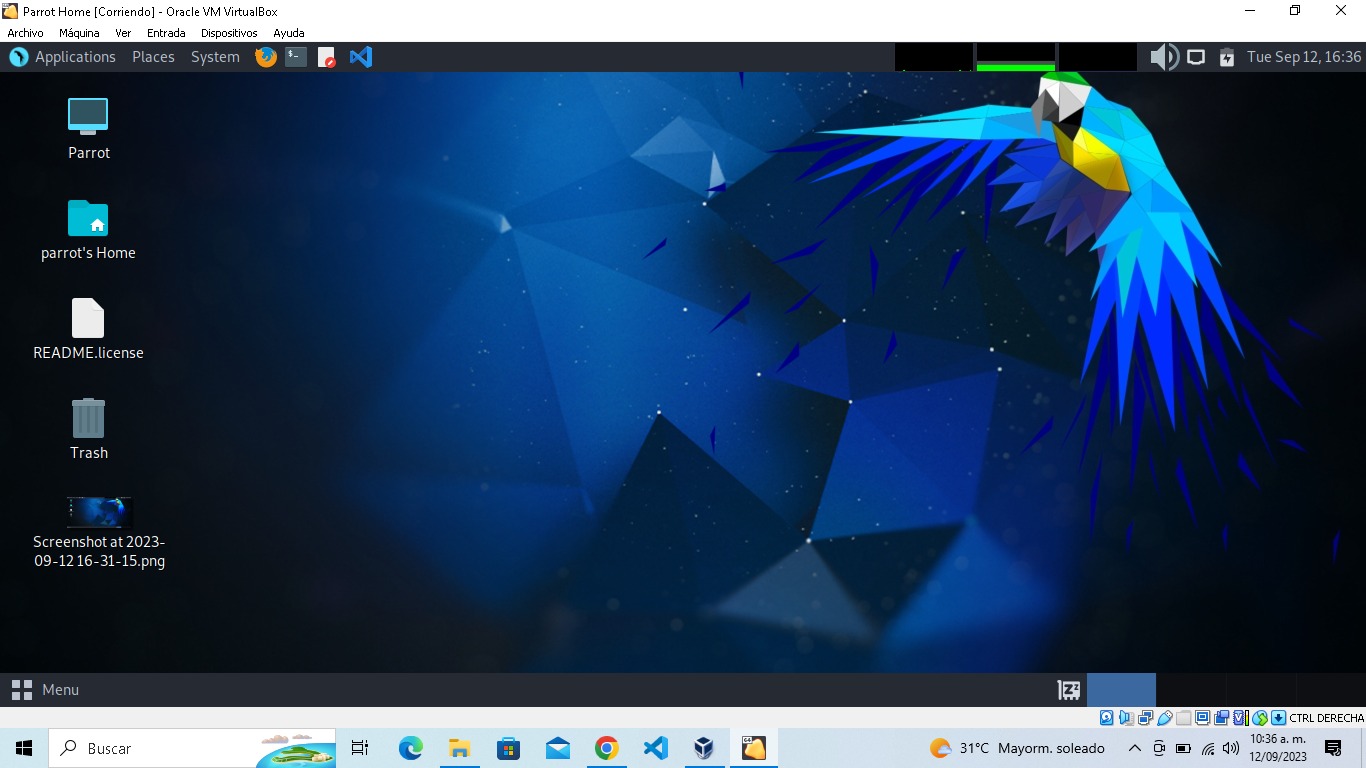 Parrot Home [Corriendo] - Oracle VM VirtualBox
Archivo Máquina Ver Entrada Dispositivos Ayuda
Applications Places System Tue Sep 12, 16:36
Parrot
parrot's Home
README.license
Trash
Screenshot at 2023-
09-12 16-31-15.png
Menu
CTRL DERECHA
Buscar
31°C Mayorm. soleado
10:36 a. m.
12/09/2023